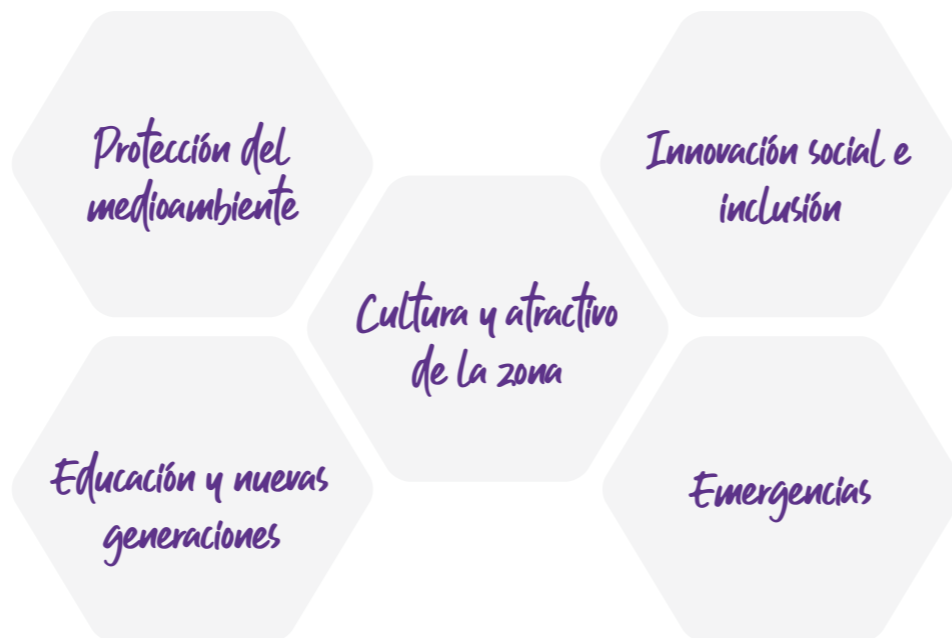 Protección del
medioambiente
Innovación social e
inclusión
Cultura y atractivo
de la zona
Educación y nuevas
generaciones
Emergencias